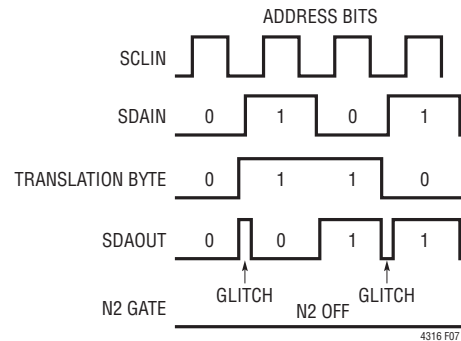 ADDRESS BITS
SCLIN
SDAIN 0 1 0 1
TRANSLATION BYTE 0 1 1 0
SDAOUT 0 0 1 1
GLITCH GLITCH
N2 GATE N2 OFF
4316 F07